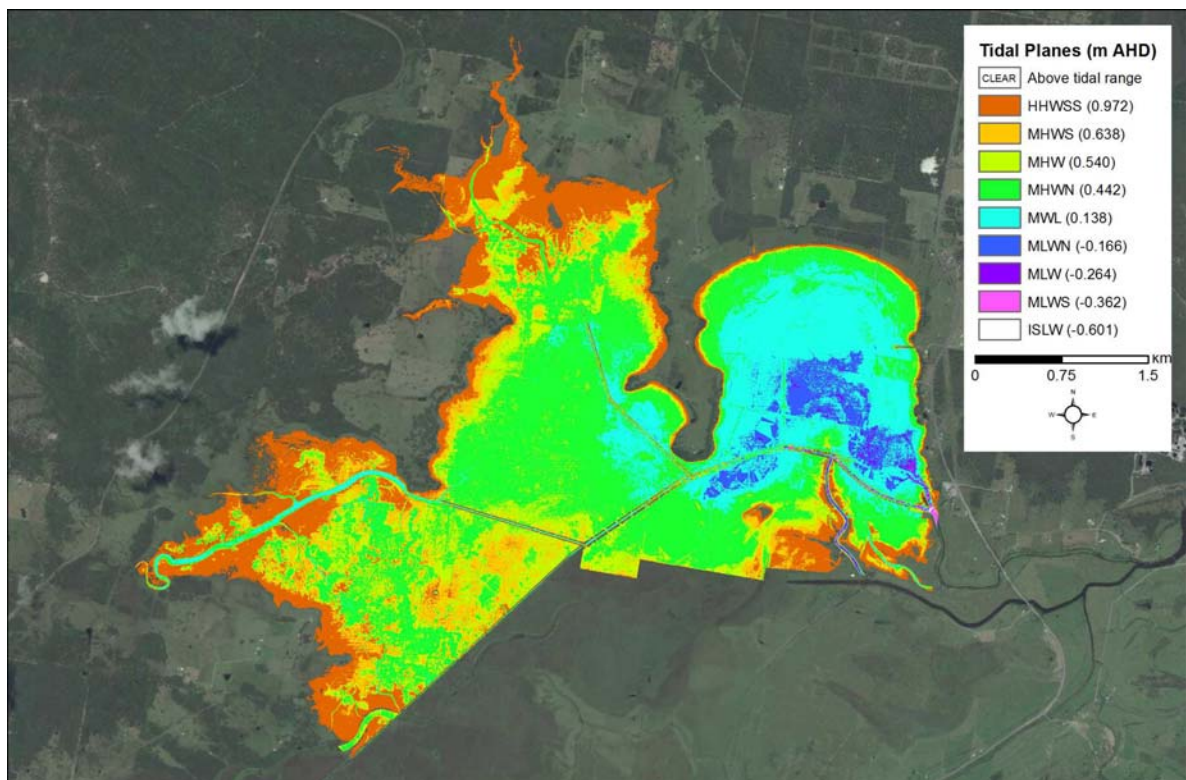 Tidal Planes (m AHD)
CLEAR Above tidal range
HHWSS (0.972)
MHWS (0.638)
MHW (0.540)
MHWN (0.442)
MWL (0.138)
MLWN (-0.166)
MLW (-0.264)
MLWS (-0.362)
ISLW (-0.601)
km
0 0.75 1.5
N
W E
S